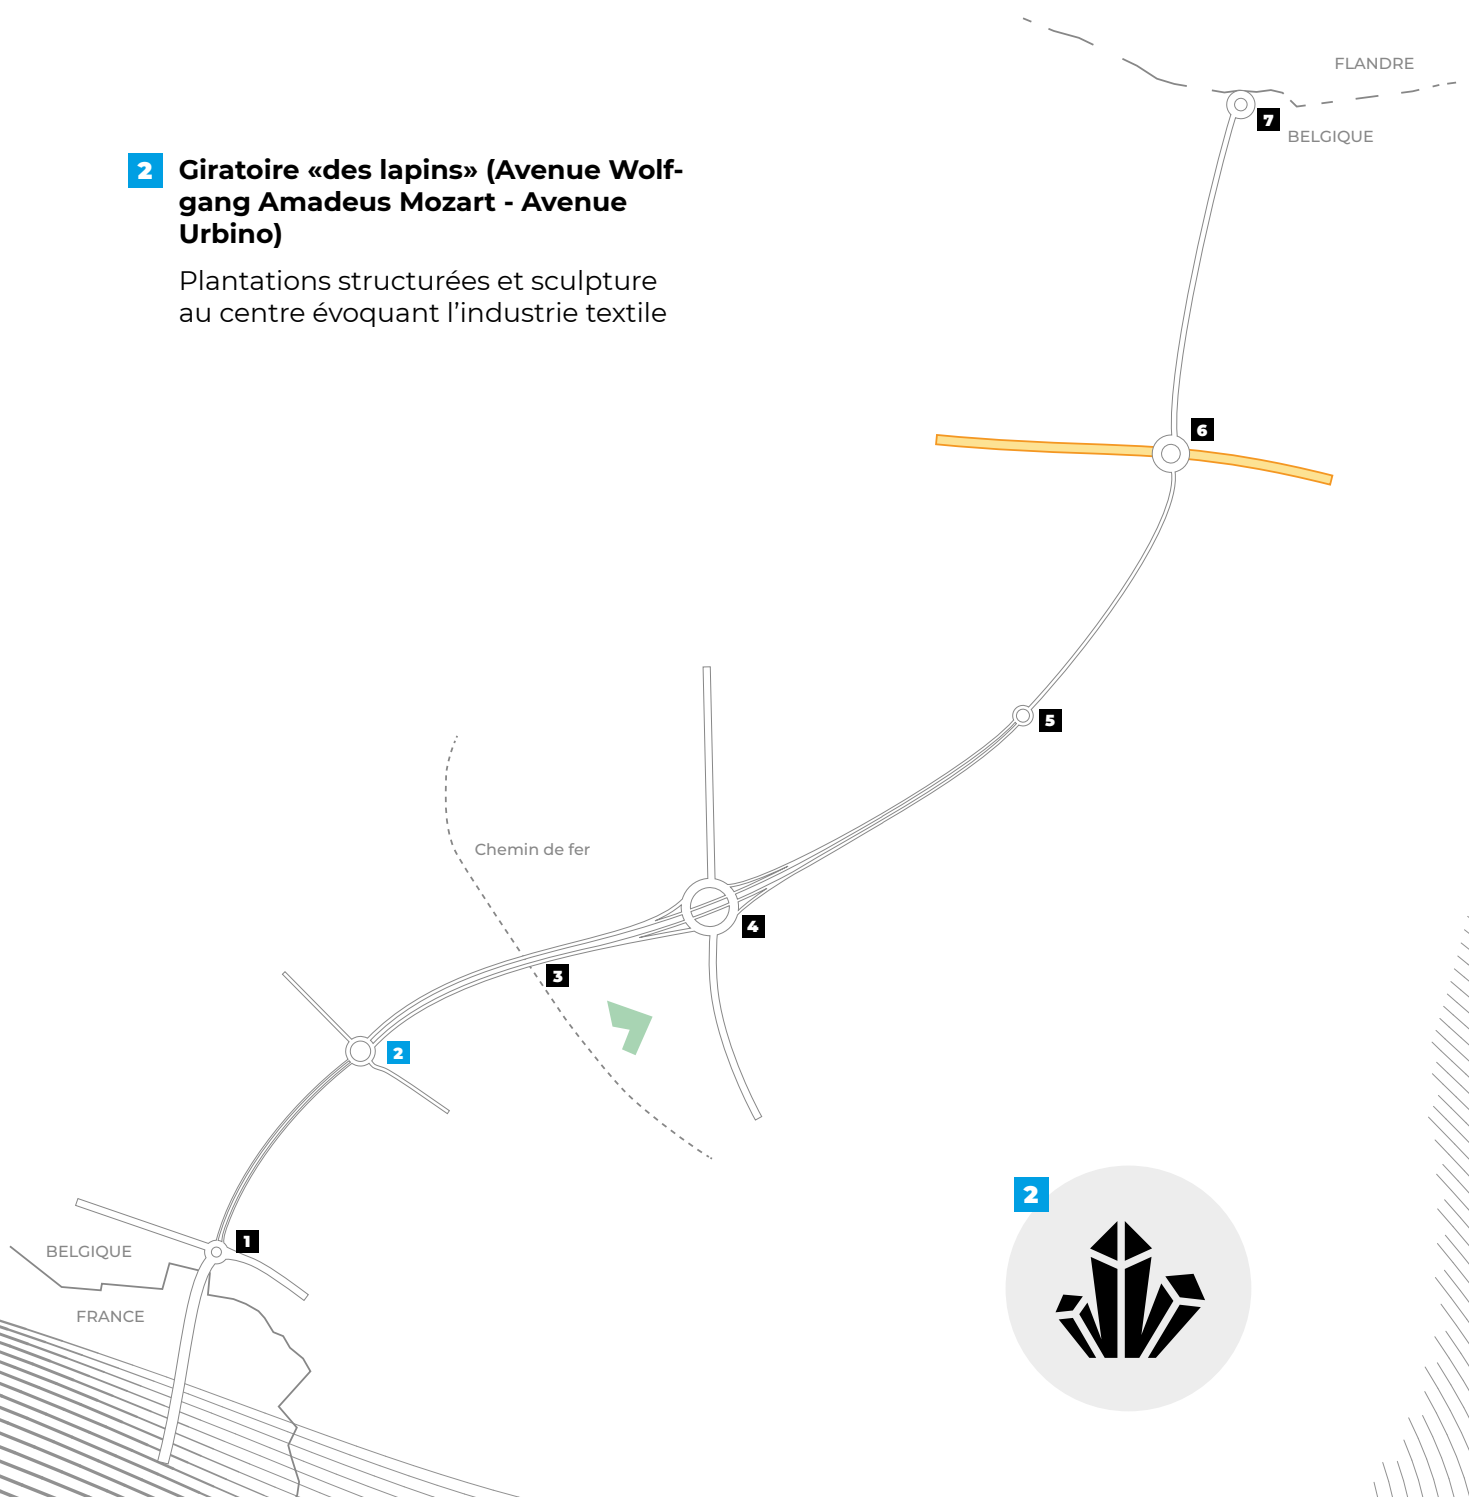 FLANDRE
7
BELGIQUE
2 Giratoire «des lapins» (Avenue Wolf-
gang Amadeus Mozart - Avenue
Urbino)
Plantations structurées et sculpture
au centre évoquant l’industrie textile
6
5
Chemin de fer
4
3
2
1
BELGIQUE
FRANCE
2